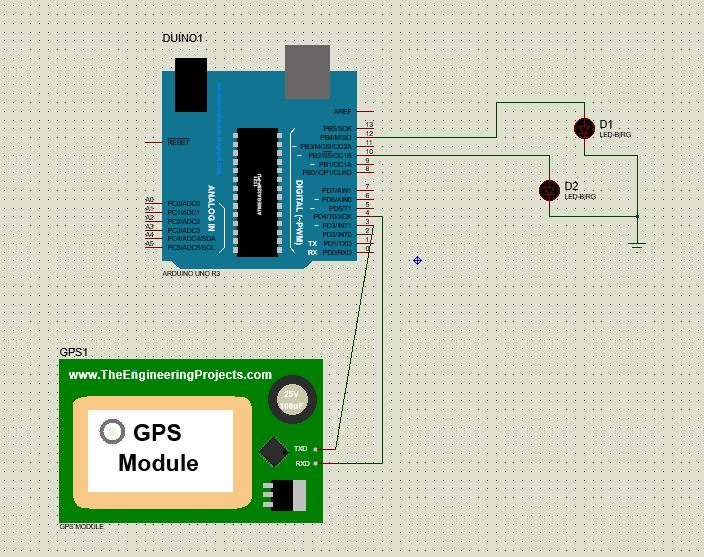 DUINO1
AREF
13
PB5/SCK
12
PB4/MISO
11
~ PB3/MOSI/OC2A
10
~ PB2/SS/OC1B
9
~ PB1/OC1A
8
PB0/ICP1/CLKO
RESET
7
PD7/AIN1
6
~ PD6/AIN0
5
~ PD5/T1
4
PD4/T0/XCK
3
~ PD3/INT1
2
PD2/INT0
1
TX PD1/TXD
0
RX PD0/RXD
A0
PC0/ADC0
A1
PC1/ADC1
A2
PC2/ADC2
A3
PC3/ADC3
A4
PC4/ADC4/SDA
A5
PC5/ADC5/SCL
ANALOG IN
DIGITAL (~PWM)
ARDUINO UNO R3
D1
LED-BIRG
D2
LED-BIRG
GPS1
www.TheEngineeringProjects.com
25V
100uF
GPS
Module
TXD
RXD
GPS MODULE